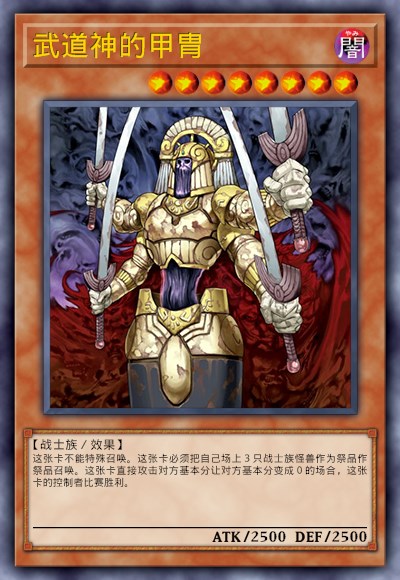 武道神的甲冑
闇
やみ
【战士族／效果】
这张卡不能特殊召唤。这张卡必须把自己场上３只战士族怪兽作为祭品作
祭品召唤。这张卡直接攻击对方基本分让对方基本分变成０的场合，这张
卡的控制者比赛胜利。
ATK/2500 DEF/2500